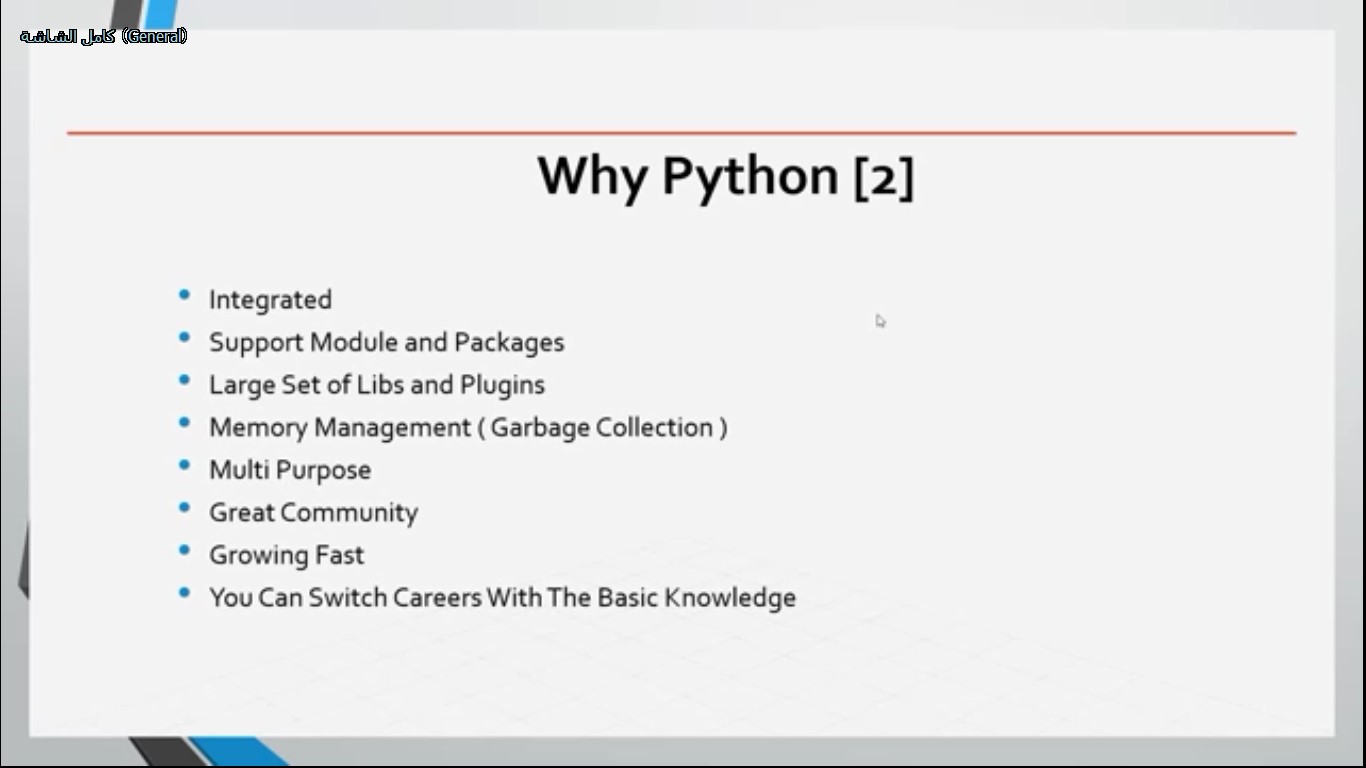 كامل الشاشة (General)
Why Python [2]
Integrated
Support Module and Packages
Large Set of Libs and Plugins
Memory Management ( Garbage Collection )
Multi Purpose
Great Community
Growing Fast
You Can Switch Careers With The Basic Knowledge